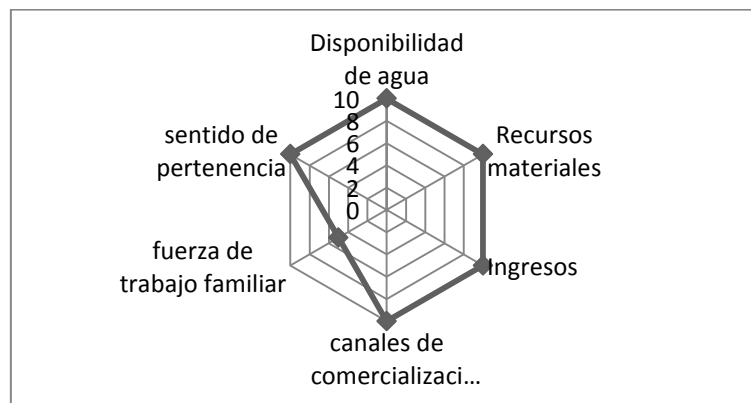 Disponibilidad
de agua
10
8
6
4
2
0
Recursos
materiales
Ingresos
canales de
comercializaci...
fuerza de
trabajo familiar
sentido de
pertenencia